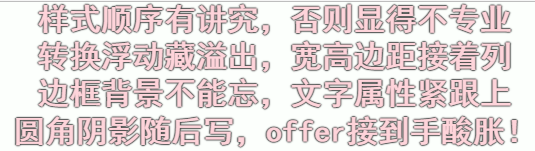 样式顺序有讲究，否则显得不专业
转换浮动藏溢出，宽高边距接着列
边框背景不能忘，文字属性紧跟上
圆角阴影随后写，offer接到手酸胀！